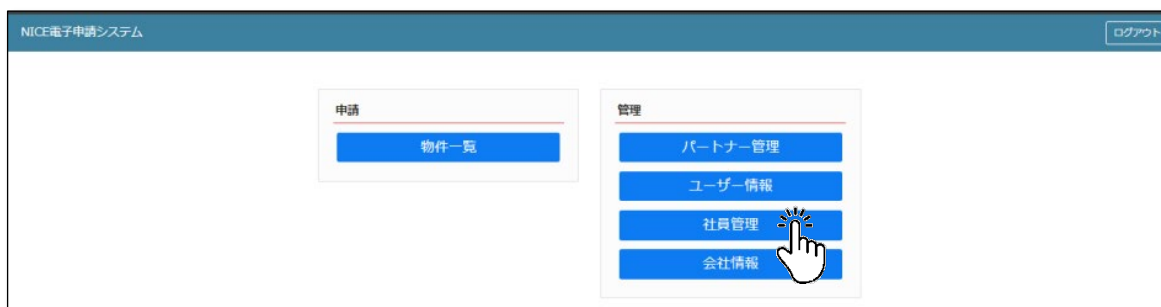 NICE電子申請システム
ログアウト
申請
物件一覧
管理
パートナー管理
ユーザー情報
社員管理
会社情報